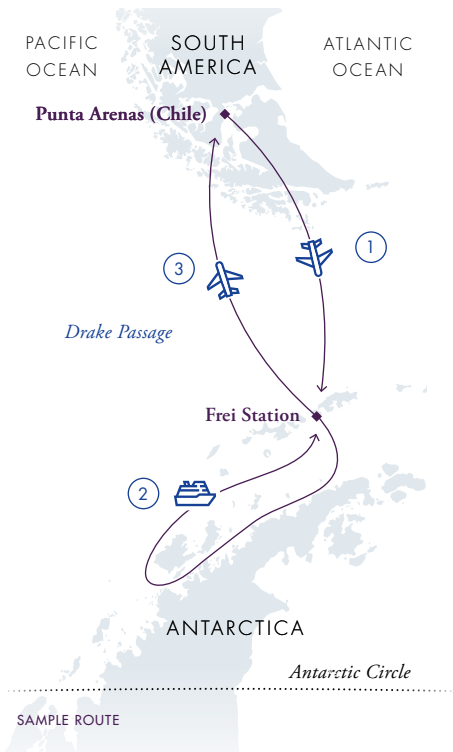 PACIFIC
OCEAN
SOUTH
AMERICA
ATLANTIC
OCEAN
Punta Arenas (Chile)
1
3
Drake Passage
Frei Station
2
ANTARCTICA
Antarctic Circle
SAMPLE ROUTE